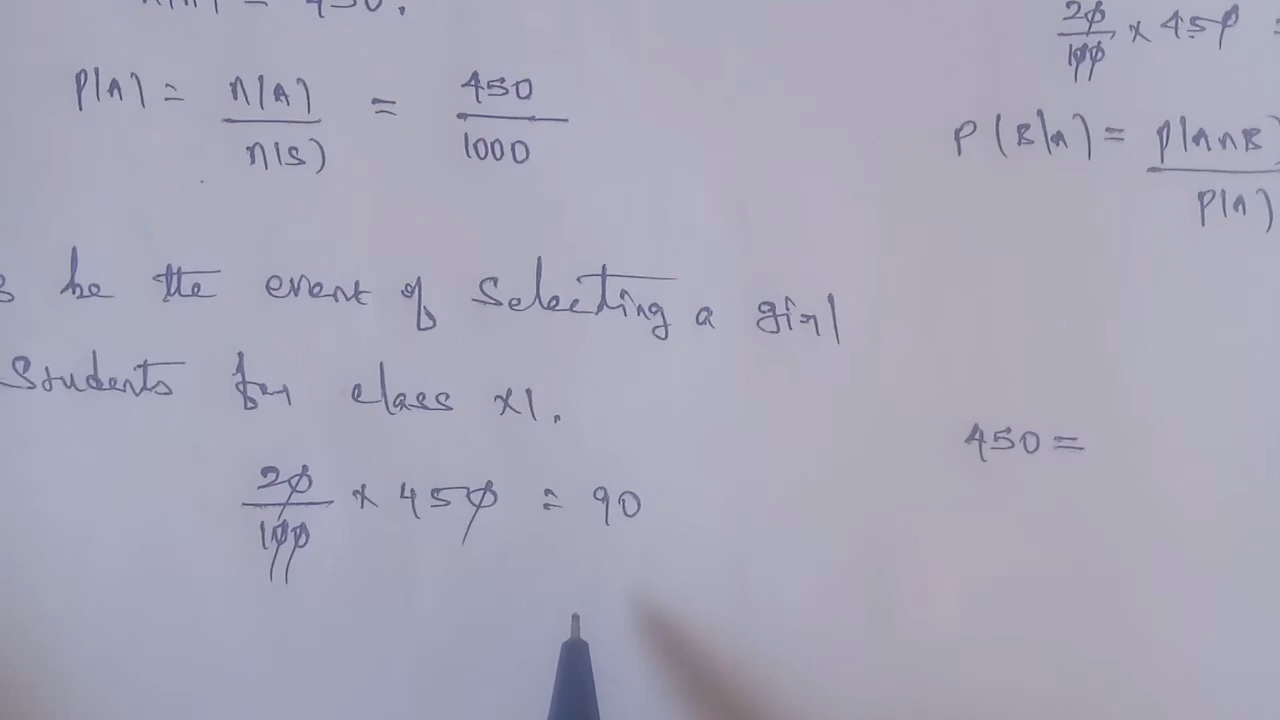 P(A) = n(A) / n(S) = 450 / 1000
be the event of selecting a girl
Students for class XI.
20/100 × 450 = 90
20/100 × 450 =
P(B|A) = P(A∩B) / P(A)
450 =